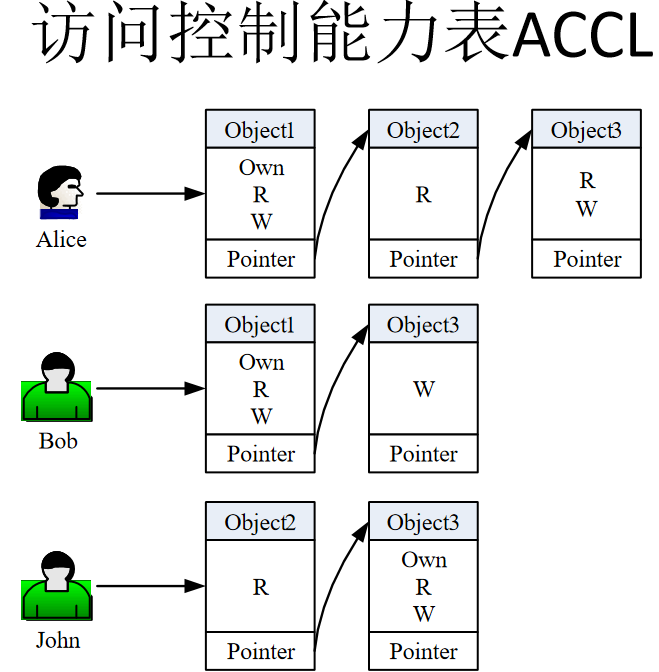 访问控制能力表ACCL
Object1
Own
R
W
Pointer
Object2
R
Pointer
Object3
R
W
Pointer
Alice
Object1
Own
R
W
Pointer
Object3
W
Pointer
Bob
Object2
R
Pointer
Object3
Own
R
W
Pointer
John